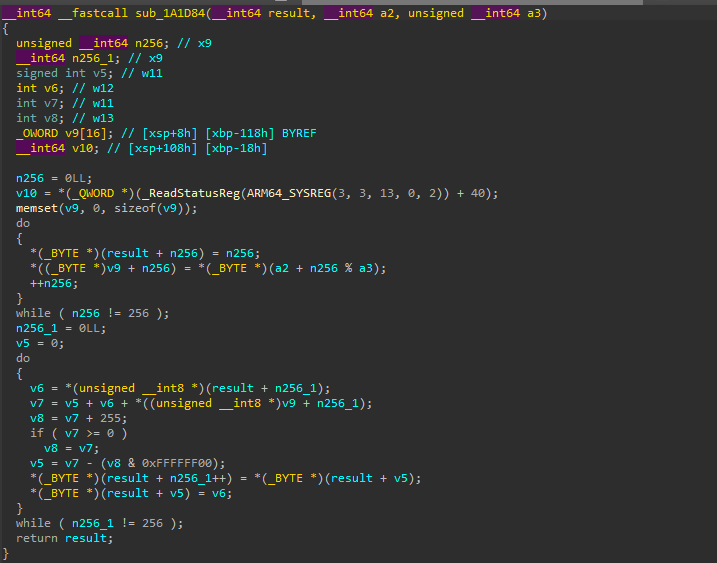 __int64 __fastcall sub_1A1D84(__int64 result, __int64 a2, unsigned __int64 a3)
{
  unsigned __int64 n256; // x9
  __int64 n256_1; // x9
  signed int v5; // w11
  int v6; // w12
  int v7; // w11
  int v8; // w13
  _OWORD v9[16]; // [xsp+8h] [xbp-118h] BYREF
  __int64 v10; // [xsp+108h] [xbp-18h]

  n256 = 0LL;
  v10 = *(_QWORD *)(_ReadStatusReg(ARM64_SYSREG(3, 3, 13, 0, 2)) + 40);
  memset(v9, 0, sizeof(v9));
  do
  {
    *(_BYTE *)(result + n256) = n256;
    *((_BYTE *)v9 + n256) = *(_BYTE *)(a2 + n256 % a3);
    ++n256;
  }
  while ( n256 != 256 );
  n256_1 = 0LL;
  v5 = 0;
  do
  {
    v6 = *(unsigned __int8 *)(result + n256_1);
    v7 = v5 + v6 + *((unsigned __int8 *)v9 + n256_1);
    v8 = v7 + 255;
    if ( v7 >= 0 )
      v8 = v7;
    v5 = v7 - (v8 & 0xFFFFFF00);
    *(_BYTE *)(result + n256_1++) = *(_BYTE *)(result + v5);
    *(_BYTE *)(result + v5) = v6;
  }
  while ( n256_1 != 256 );
  return result;
}